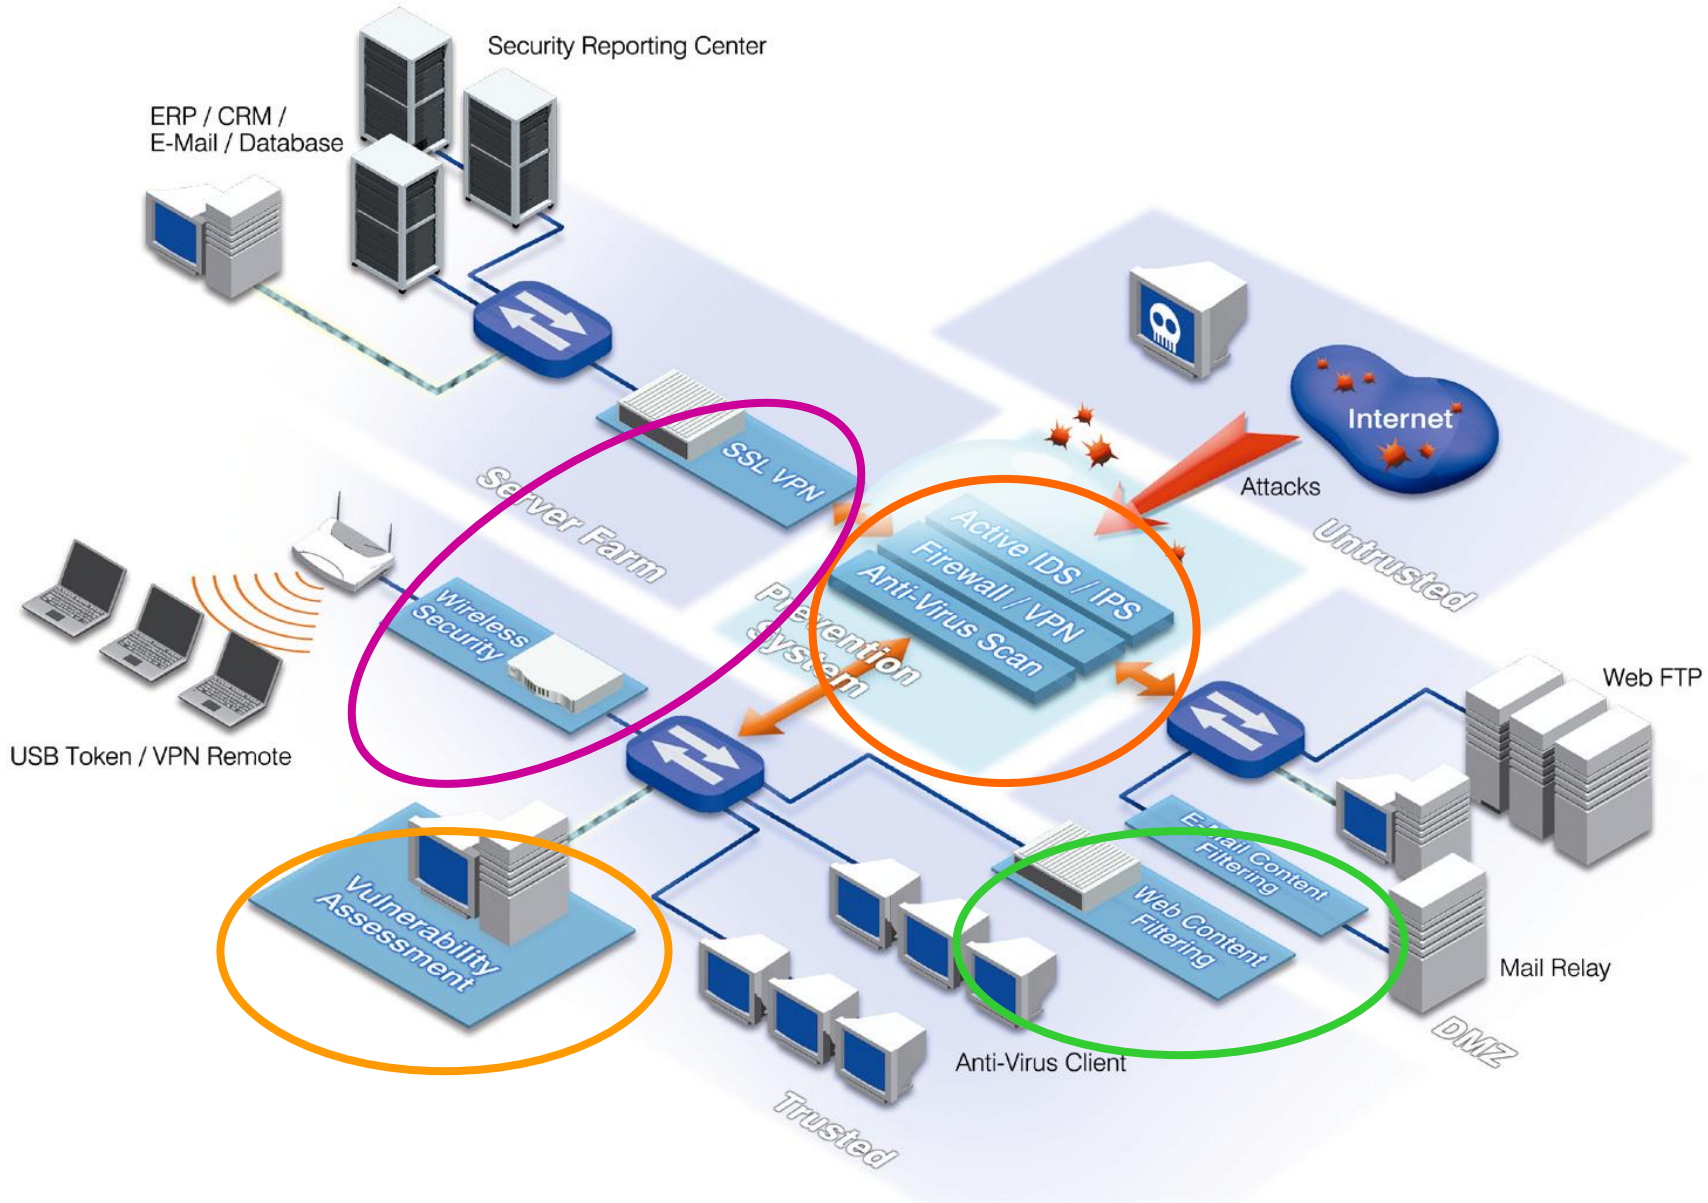 Security Reporting Center
ERP / CRM /
E-Mail / Database
Internet
Attacks
SSL VPN
Server Farm
Untrusted
Active IDS / IPS
Firewall / VPN
Anti-Virus Scan
Prevention
System
Wireless
Security
USB Token / VPN Remote
Web FTP
E-Mail Content
Filtering
Web Content
Filtering
Vulnerability
Assessment
Mail Relay
DMZ
Anti-Virus Client
Trusted